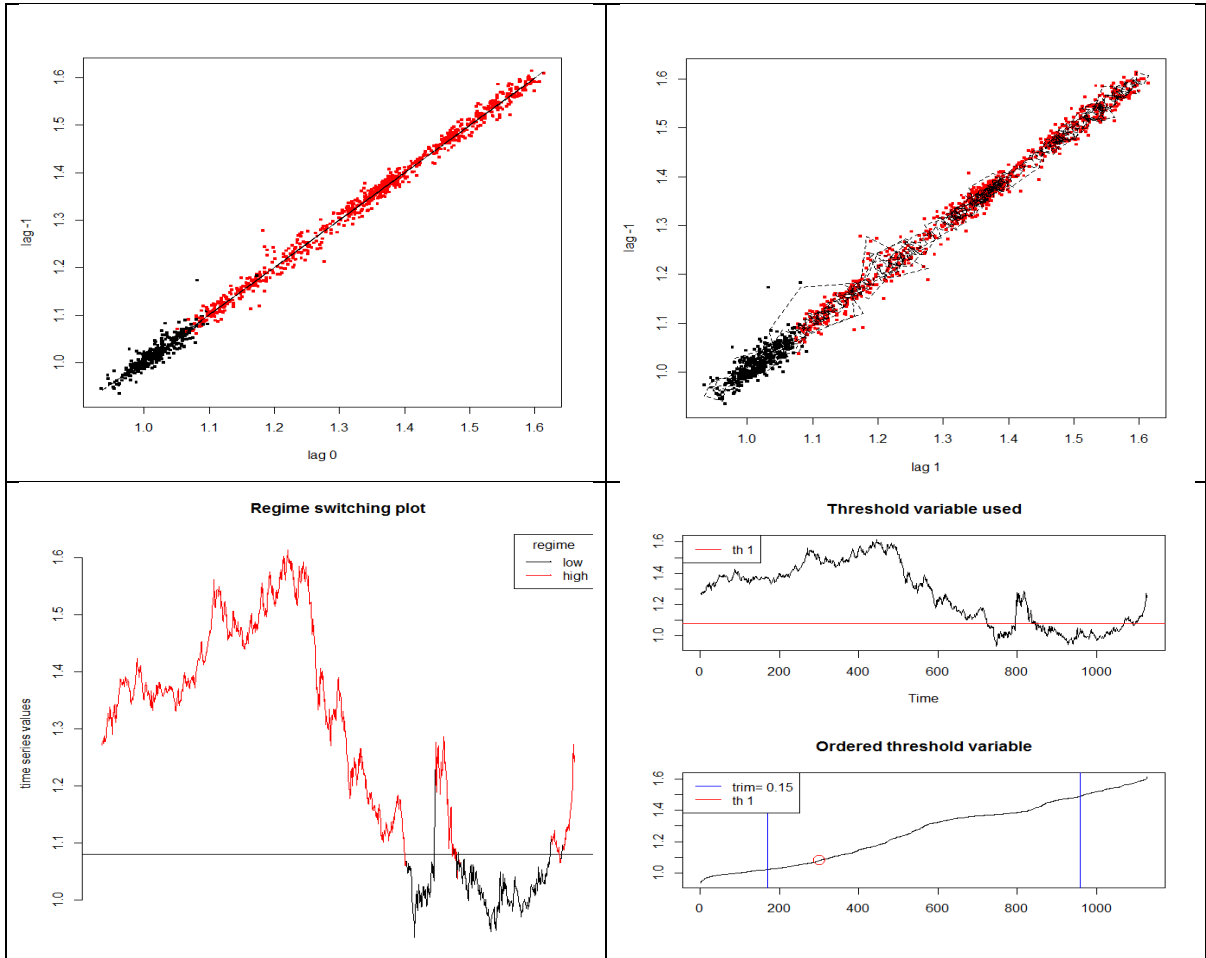 1.0 1.1 1.2 1.3 1.4 1.5 1.6
lag -1
1.0 1.1 1.2 1.3 1.4 1.5 1.6
lag 0
1.0 1.1 1.2 1.3 1.4 1.5 1.6
lag -1
1.0 1.1 1.2 1.3 1.4 1.5 1.6
lag 1
Regime switching plot
regime
low
high
1.0 1.1 1.2 1.3 1.4 1.5 1.6
time series values
Threshold variable used
th 1
1.0 1.2 1.4 1.6
0 200 400 600 800 1000
Time
Ordered threshold variable
trim= 0.15
th 1
1.0 1.2 1.4 1.6
0 200 400 600 800 1000